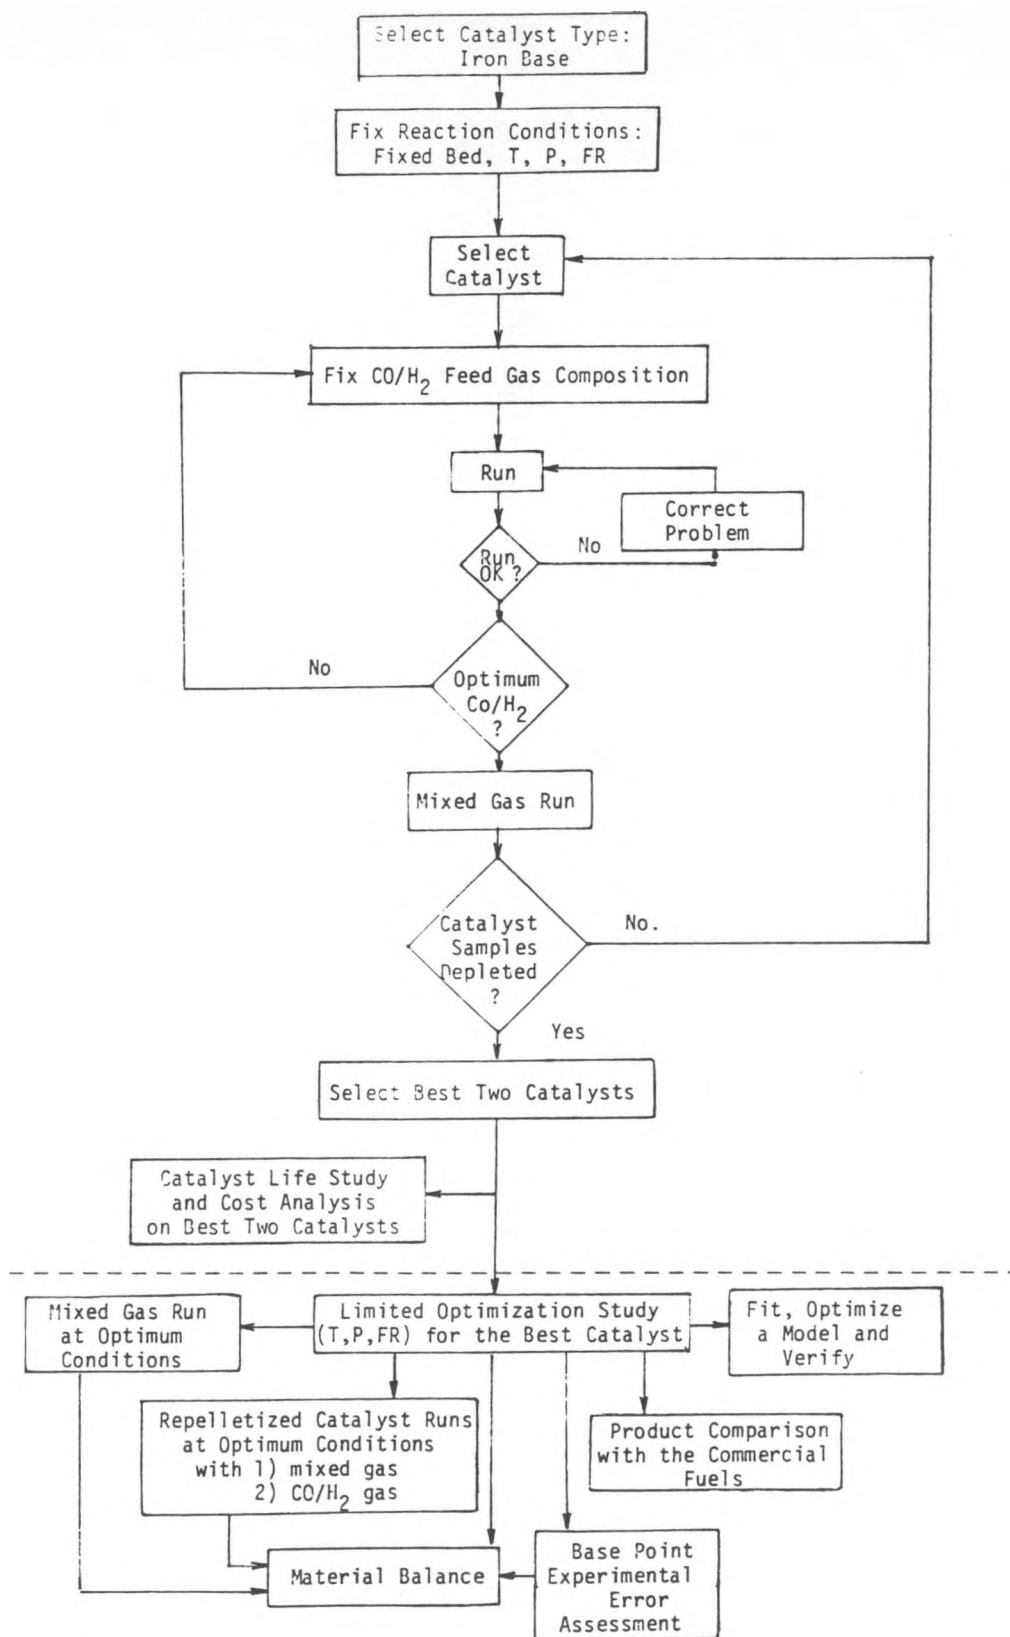 Select Catalyst Type:
Iron Base
Fix Reaction Conditions:
Fixed Bed, T, P, FR
Select
Catalyst
Fix CO/H2 Feed Gas Composition
Run
Correct
Problem
Run
OK ?
No
No
Optimum
Co/H2
?
Mixed Gas Run
Catalyst
Samples
Depleted
?
No.
Yes
Select Best Two Catalysts
Catalyst Life Study
and Cost Analysis
on Best Two Catalysts
Mixed Gas Run
at Optimum
Conditions
Limited Optimization Study
(T,P,FR) for the Best Catalyst
Fit, Optimize
a Model and
Verify
Repelletized Catalyst Runs
at Optimum Conditions
with 1) mixed gas
2) CO/H2 gas
Product Comparison
with the Commercial
Fuels
Material Balance
Base Point
Experimental
Error
Assessment